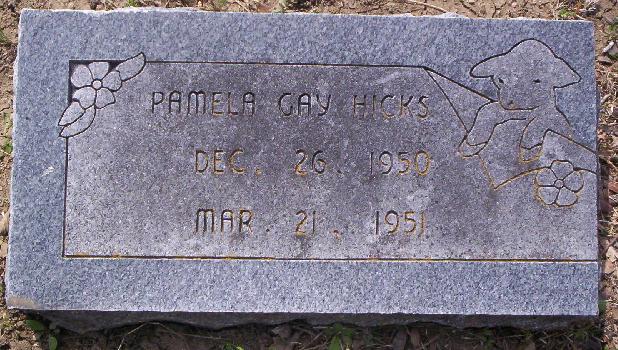 PAMELA GAY HICKS
DEC. 26. 1950
MAR. 21. 1951